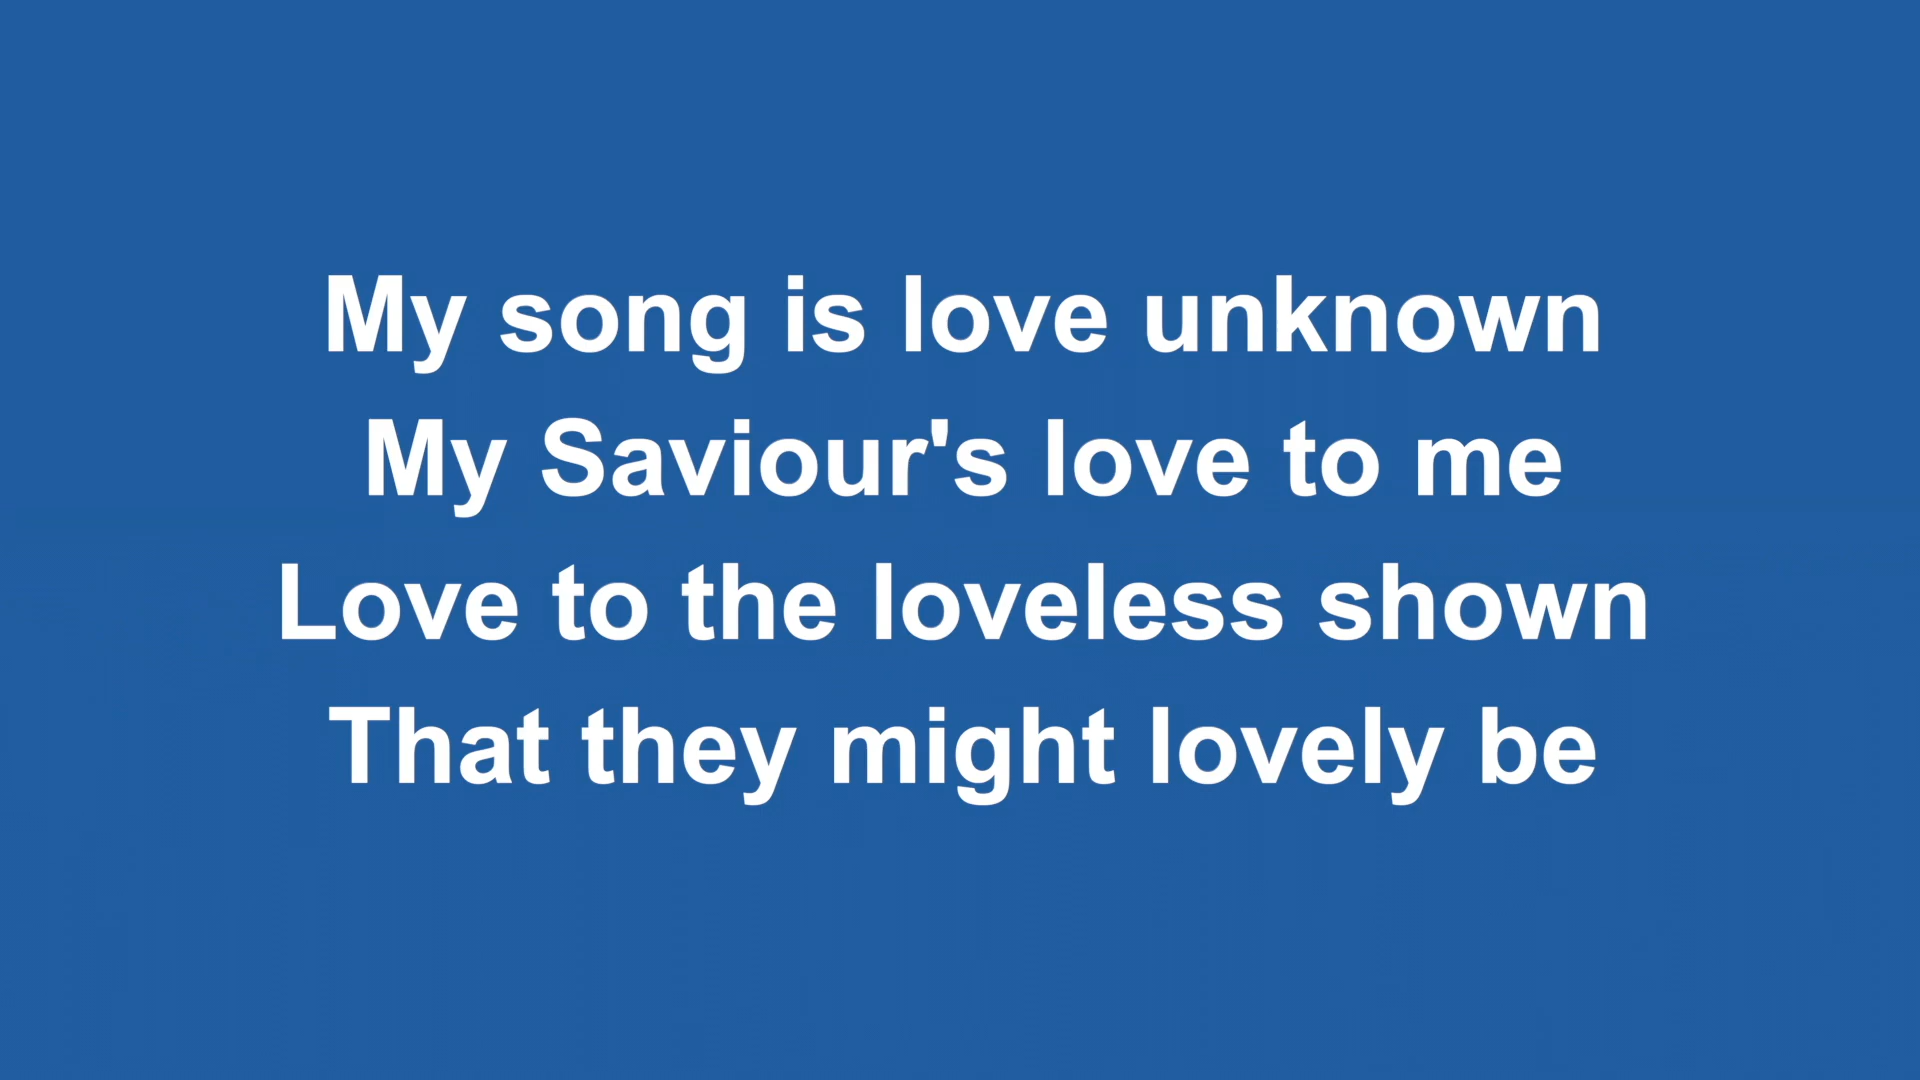 My song is love unknown
My Saviour's love to me
Love to the loveless shown
That they might lovely be